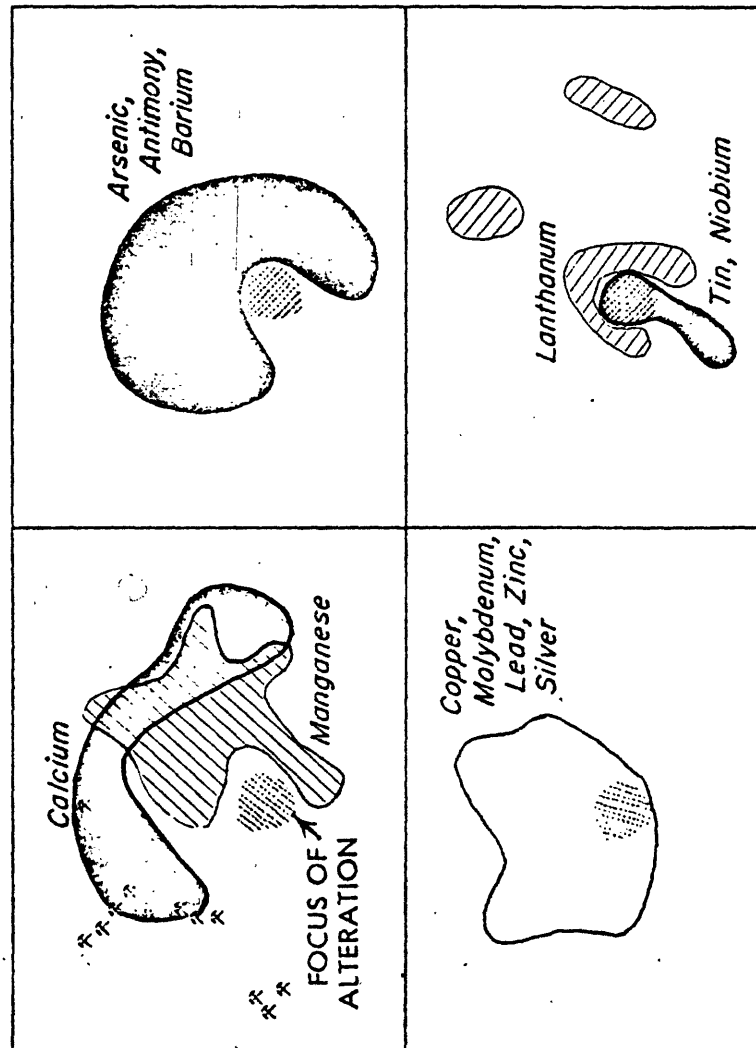 Calcium
Manganese
FOCUS OF
ALTERATION
Arsenic,
Antimony,
Barium
Copper,
Molybdenum,
Lead, Zinc,
Silver
Lanthanum
Tin, Niobium